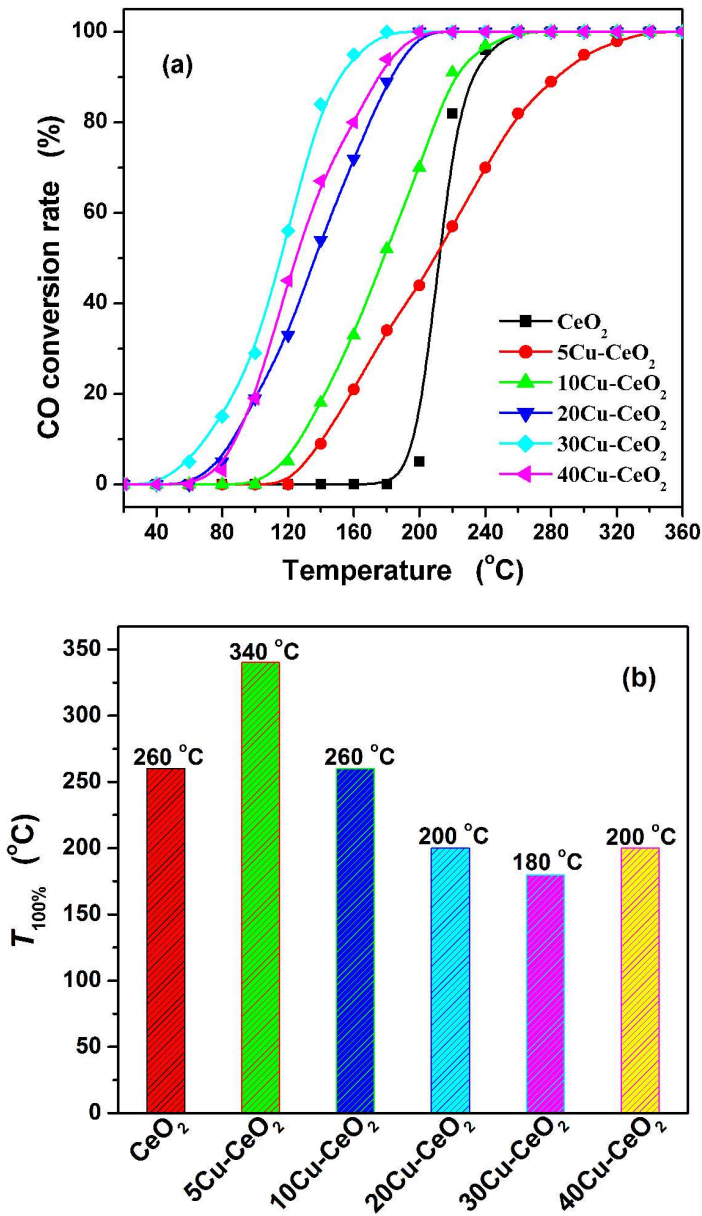 (a)
CO conversion rate (%)
100
80
60
40
20
0
CeO₂
5Cu-CeO₂
10Cu-CeO₂
20Cu-CeO₂
30Cu-CeO₂
40Cu-CeO₂
40 80 120 160 200 240 280 320 360
Temperature (°C)
(b)
T100% (°C)
350
300
250
200
150
100
50
0
260 °C
340 °C
260 °C
200 °C
180 °C
200 °C
CeO₂
5Cu-CeO₂
10Cu-CeO₂
20Cu-CeO₂
30Cu-CeO₂
40Cu-CeO₂